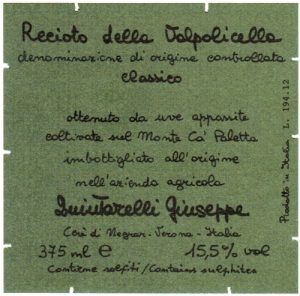 Recioto della Valpolicella
denominazione di origine controllata
classico
ottenuto da uve appassite
coltivate sul Monte Ca' Paletta
imbottigliato all'origine
nell'azienda agricola
Quintarelli Giuseppe
Cerè di Negrar - Verona - Italia
375 ml e 15,5% vol
Contiene solfiti / Contains sulphites
Prodotto in Italia L. 194.12